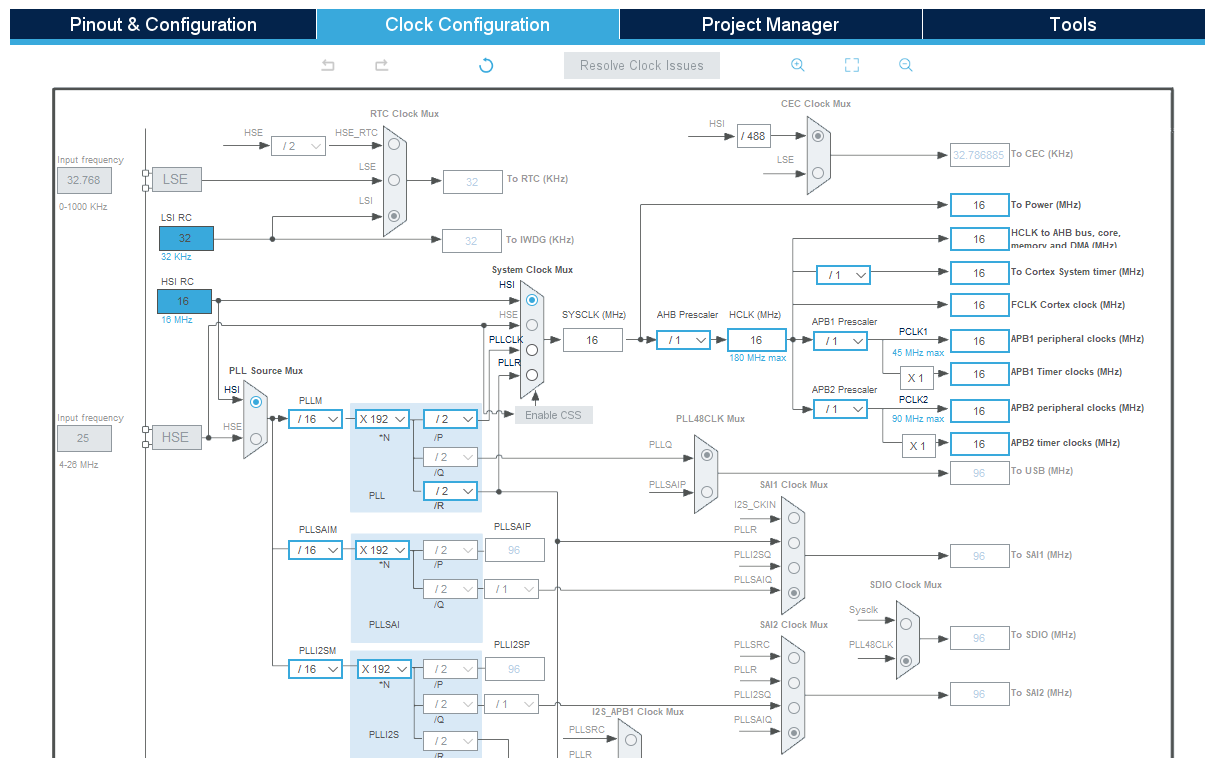 Pinout & Configuration
Clock Configuration
Project Manager
Tools
Resolve Clock Issues
RTC Clock Mux
CEC Clock Mux
HSE
/ 2
HSE_RTC
HSI
/ 488
Input frequency
32.768
0-1000 KHz
LSE
LSE
LSI
32
To RTC (KHz)
LSE
32.786885
To CEC (KHz)
LSI RC
32
32 KHz
32
To IWDG (KHz)
16
To Power (MHz)
16
HCLK to AHB bus, core,
memory and DMA (MHz)
HSI RC
16
16 MHz
System Clock Mux
HSI
HSE
PLLCLK
PLLR
SYSCLK (MHz)
16
AHB Prescaler
/ 1
HCLK (MHz)
16
180 MHz max
/ 1
16
To Cortex System timer (MHz)
16
FCLK Cortex clock (MHz)
APB1 Prescaler
/ 1
PCLK1
45 MHz max
16
APB1 peripheral clocks (MHz)
X 1
16
APB1 Timer clocks (MHz)
APB2 Prescaler
/ 1
PCLK2
90 MHz max
16
APB2 peripheral clocks (MHz)
X 1
16
APB2 timer clocks (MHz)
Enable CSS
PLL Source Mux
HSI
HSE
Input frequency
25
4-26 MHz
HSE
PLLM
/ 16
X 192
*N
/ 2
/P
/ 2
/Q
/ 2
/R
PLL
PLL48CLK Mux
PLLQ
PLLSAIP
96
To USB (MHz)
PLLSAIM
/ 16
X 192
*N
/ 2
/P
PLLSAIP
96
/ 2
/Q
/ 1
PLLSAI
SAI1 Clock Mux
I2S_CKIN
PLLR
PLLI2SQ
PLLSAIQ
96
To SAI1 (MHz)
SDIO Clock Mux
Sysclk
PLL48CLK
96
To SDIO (MHz)
PLLI2SM
/ 16
X 192
*N
/ 2
/P
PLLI2SP
96
/ 2
/Q
/ 1
PLLI2S
/ 2
/R
SAI2 Clock Mux
PLLSRC
PLLR
PLLI2SQ
PLLSAIQ
96
To SAI2 (MHz)
I2S_APB1 Clock Mux
PLLSRC
PLLR